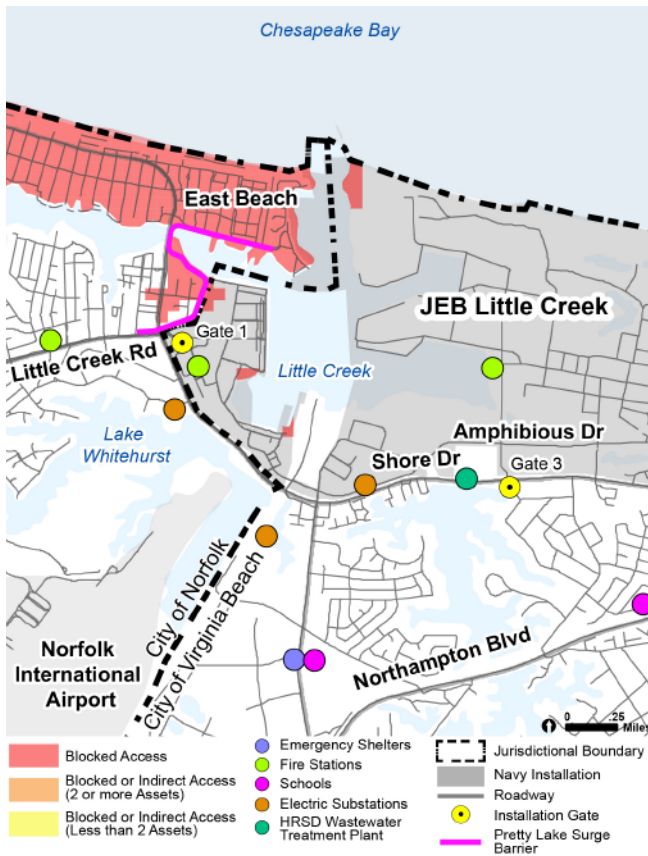 Chesapeake Bay
East Beach
JEB Little Creek
Gate 1
Little Creek Rd
Little Creek
Lake
Whitehurst
Amphibious Dr
Shore Dr
Gate 3
City of Norfolk
City of Virginia Beach
Norfolk
International
Airport
Northampton Blvd
0 .25
Miles
Blocked Access
Blocked or Indirect Access
(2 or more Assets)
Blocked or Indirect Access
(Less than 2 Assets)
Emergency Shelters
Fire Stations
Schools
Electric Substations
HRSD Wastewater
Treatment Plant
Jurisdictional Boundary
Navy Installation
Roadway
Installation Gate
Pretty Lake Surge
Barrier